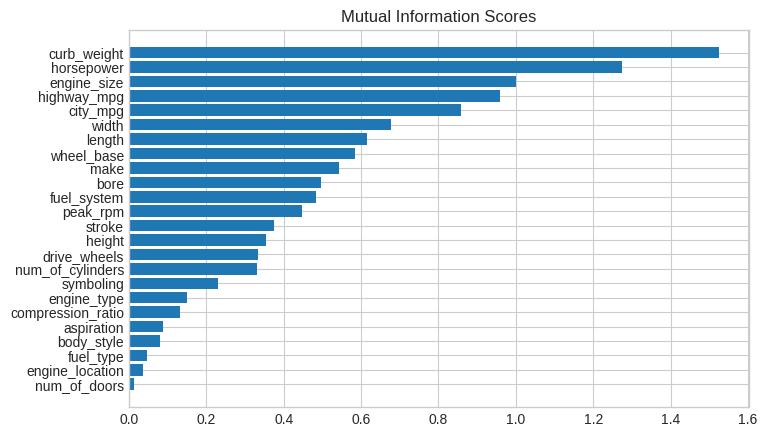 Mutual Information Scores
curb_weight
horsepower
engine_size
highway_mpg
city_mpg
width
length
wheel_base
make
bore
fuel_system
peak_rpm
stroke
height
drive_wheels
num_of_cylinders
symboling
engine_type
compression_ratio
aspiration
body_style
fuel_type
engine_location
num_of_doors
0.0 0.2 0.4 0.6 0.8 1.0 1.2 1.4 1.6